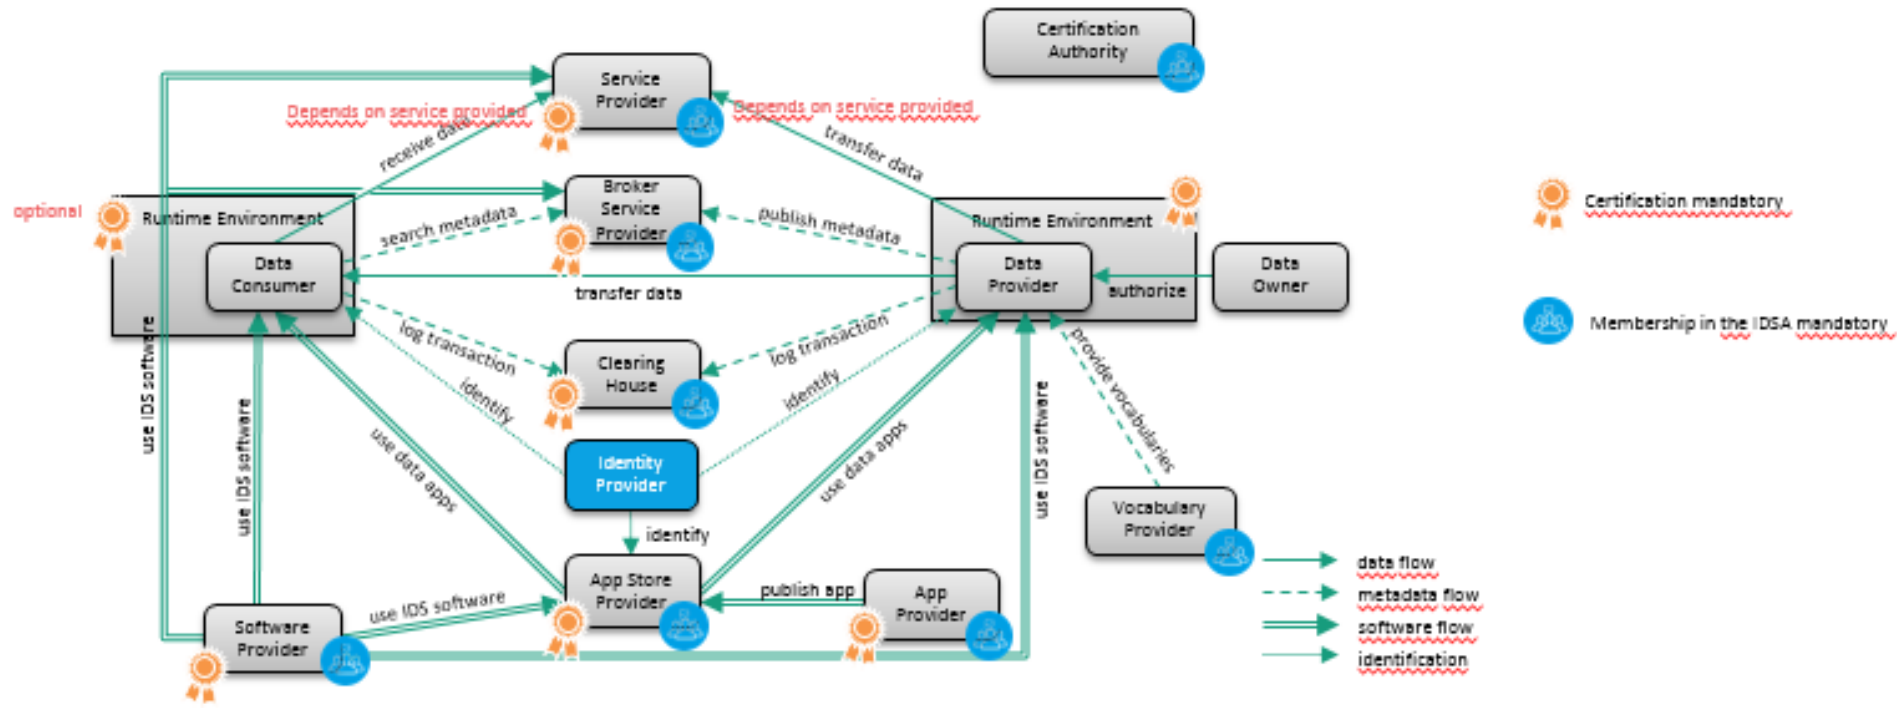 Certification
Authority
Service
Provider
Depends on service provided
Depends on service provided
receive data
transfer data
optional
Runtime Environment
Broker
Service
Provider
search metadata
publish metadata
Runtime Environment
Certification mandatory
Data
Consumer
Data
Provider
Data
Owner
transfer data
authorize
Membership in the IDSA mandatory
use IDS software
log transaction
Clearing
House
log transaction
identify
identify
provide vocabularies
use IDS software
use data apps
Identity
Provider
use data apps
use IDS software
Vocabulary
Provider
identify
App Store
Provider
publish app
App
Provider
use IDS software
Software
Provider
data flow
metadata flow
software flow
identification